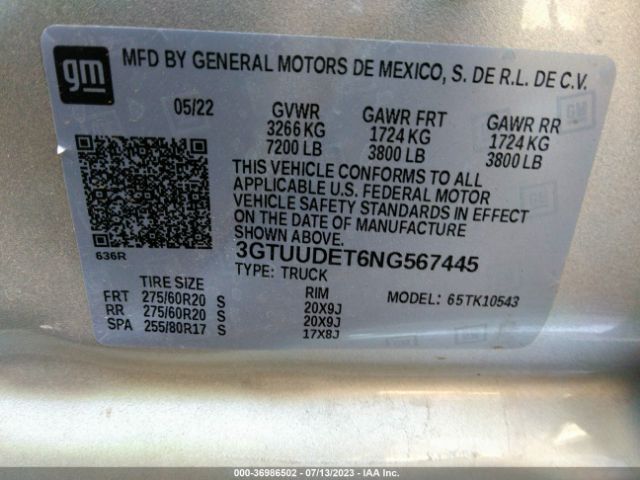 gm
MFD BY GENERAL MOTORS DE MEXICO, S. DE R.L. DE C.V.
05/22 GVWR GAWR FRT GAWR RR
3266 KG 1724 KG 1724 KG
7200 LB 3800 LB 3800 LB
THIS VEHICLE CONFORMS TO ALL
APPLICABLE U.S. FEDERAL MOTOR
VEHICLE SAFETY STANDARDS IN EFFECT
ON THE DATE OF MANUFACTURE
SHOWN ABOVE.
636R
3GTUUDET6NG567445
TYPE: TRUCK
TIRE SIZE RIM MODEL: 65TK10543
FRT 275/60R20 S 20X9J
RR 275/60R20 S 20X9J
SPA 255/80R17 S 17X8J
000-36986502 - 07/13/2023 - IAA Inc.